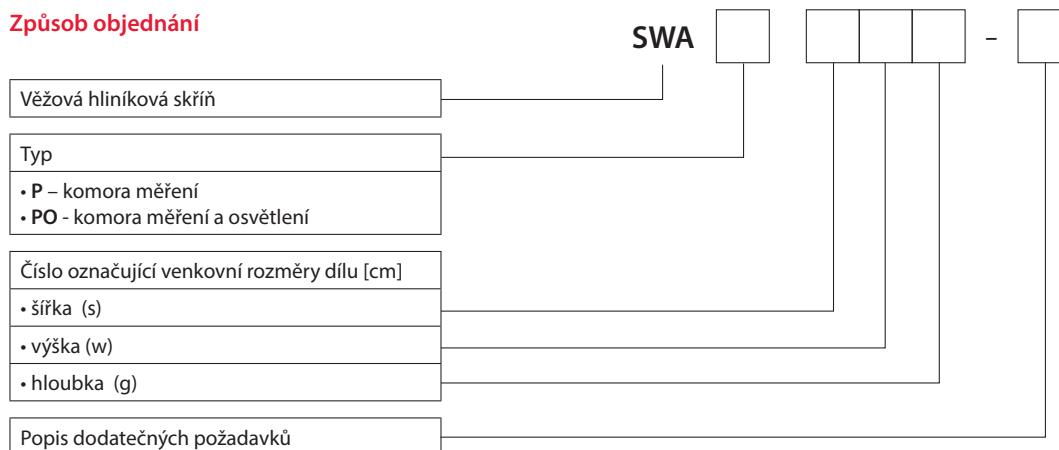 Způsob objednání
SWA –
Věžová hliníková skříň
Typ
• P – komora měření
• PO - komora měření a osvětlení
Číslo označující venkovní rozměry dílu [cm]
• šířka (s)
• výška (w)
• hloubka (g)
Popis dodatečných požadavků